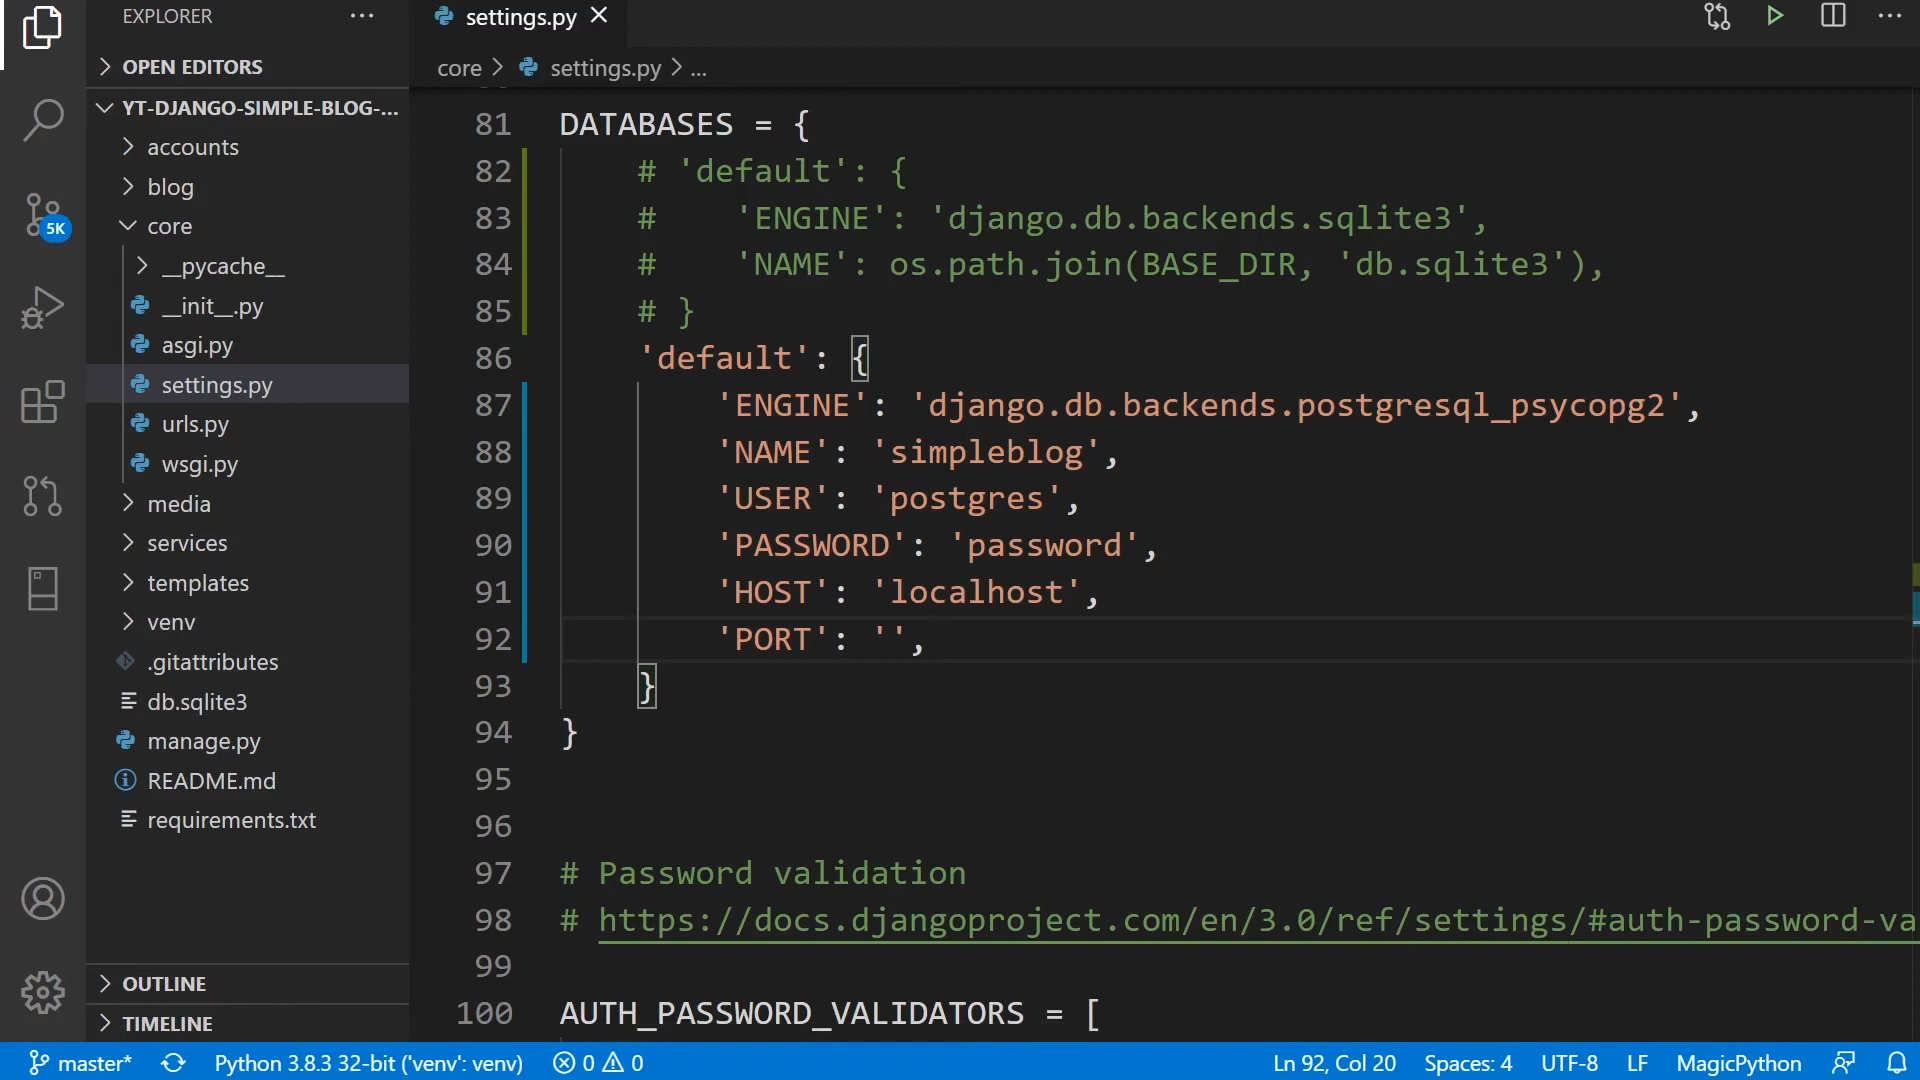 EXPLORER
OPEN EDITORS
YT-DJANGO-SIMPLE-BLOG-...
accounts
blog
core
__pycache__
__init__.py
asgi.py
settings.py
urls.py
wsgi.py
media
services
templates
venv
.gitattributes
db.sqlite3
manage.py
README.md
requirements.txt
OUTLINE
TIMELINE
5K
settings.py
core > settings.py > ...
81 DATABASES = {
82 # 'default': {
83 # 'ENGINE': 'django.db.backends.sqlite3',
84 # 'NAME': os.path.join(BASE_DIR, 'db.sqlite3'),
85 # }
86 'default': {
87 'ENGINE': 'django.db.backends.postgresql_psycopg2',
88 'NAME': 'simpleblog',
89 'USER': 'postgres',
90 'PASSWORD': 'password',
91 'HOST': 'localhost',
92 'PORT': '',
93 }
94 }
95
96
97 # Password validation
98 # https://docs.djangoproject.com/en/3.0/ref/settings/#auth-password-va
99
100 AUTH_PASSWORD_VALIDATORS = [
master* Python 3.8.3 32-bit ('venv': venv) 0 0 Ln 92, Col 20 Spaces: 4 UTF-8 LF MagicPython